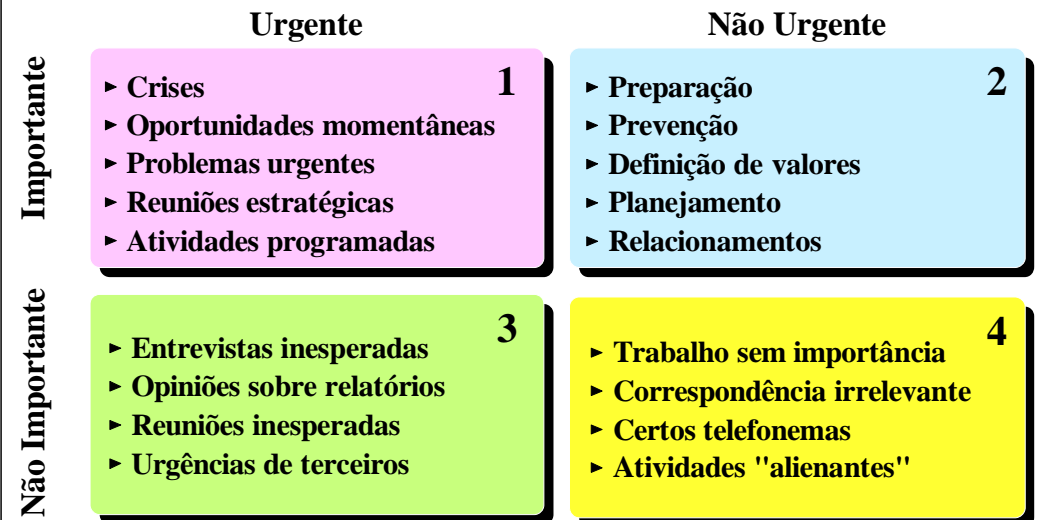 Urgente
Não Urgente
Importante
1
► Crises
► Oportunidades momentâneas
► Problemas urgentes
► Reuniões estratégicas
► Atividades programadas
2
► Preparação
► Prevenção
► Definição de valores
► Planejamento
► Relacionamentos
Não Importante
3
► Entrevistas inesperadas
► Opiniões sobre relatórios
► Reuniões inesperadas
► Urgências de terceiros
4
► Trabalho sem importância
► Correspondência irrelevante
► Certos telefonemas
► Atividades "alienantes"